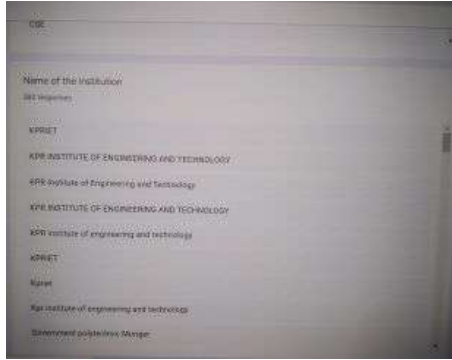 CSE
Name of the Institution
responses
KPRIET
KPR INSTITUTE OF ENGINEERING AND TECHNOLOGY
KPR Institute of Engineering and Technology
KPR INSTITUTE OF ENGINEERING AND TECHNOLOGY
KPR institute of engineering and technology
KPRIET
Kpriet
Kpr institute of engineering and technology
Government polytechnic Munger